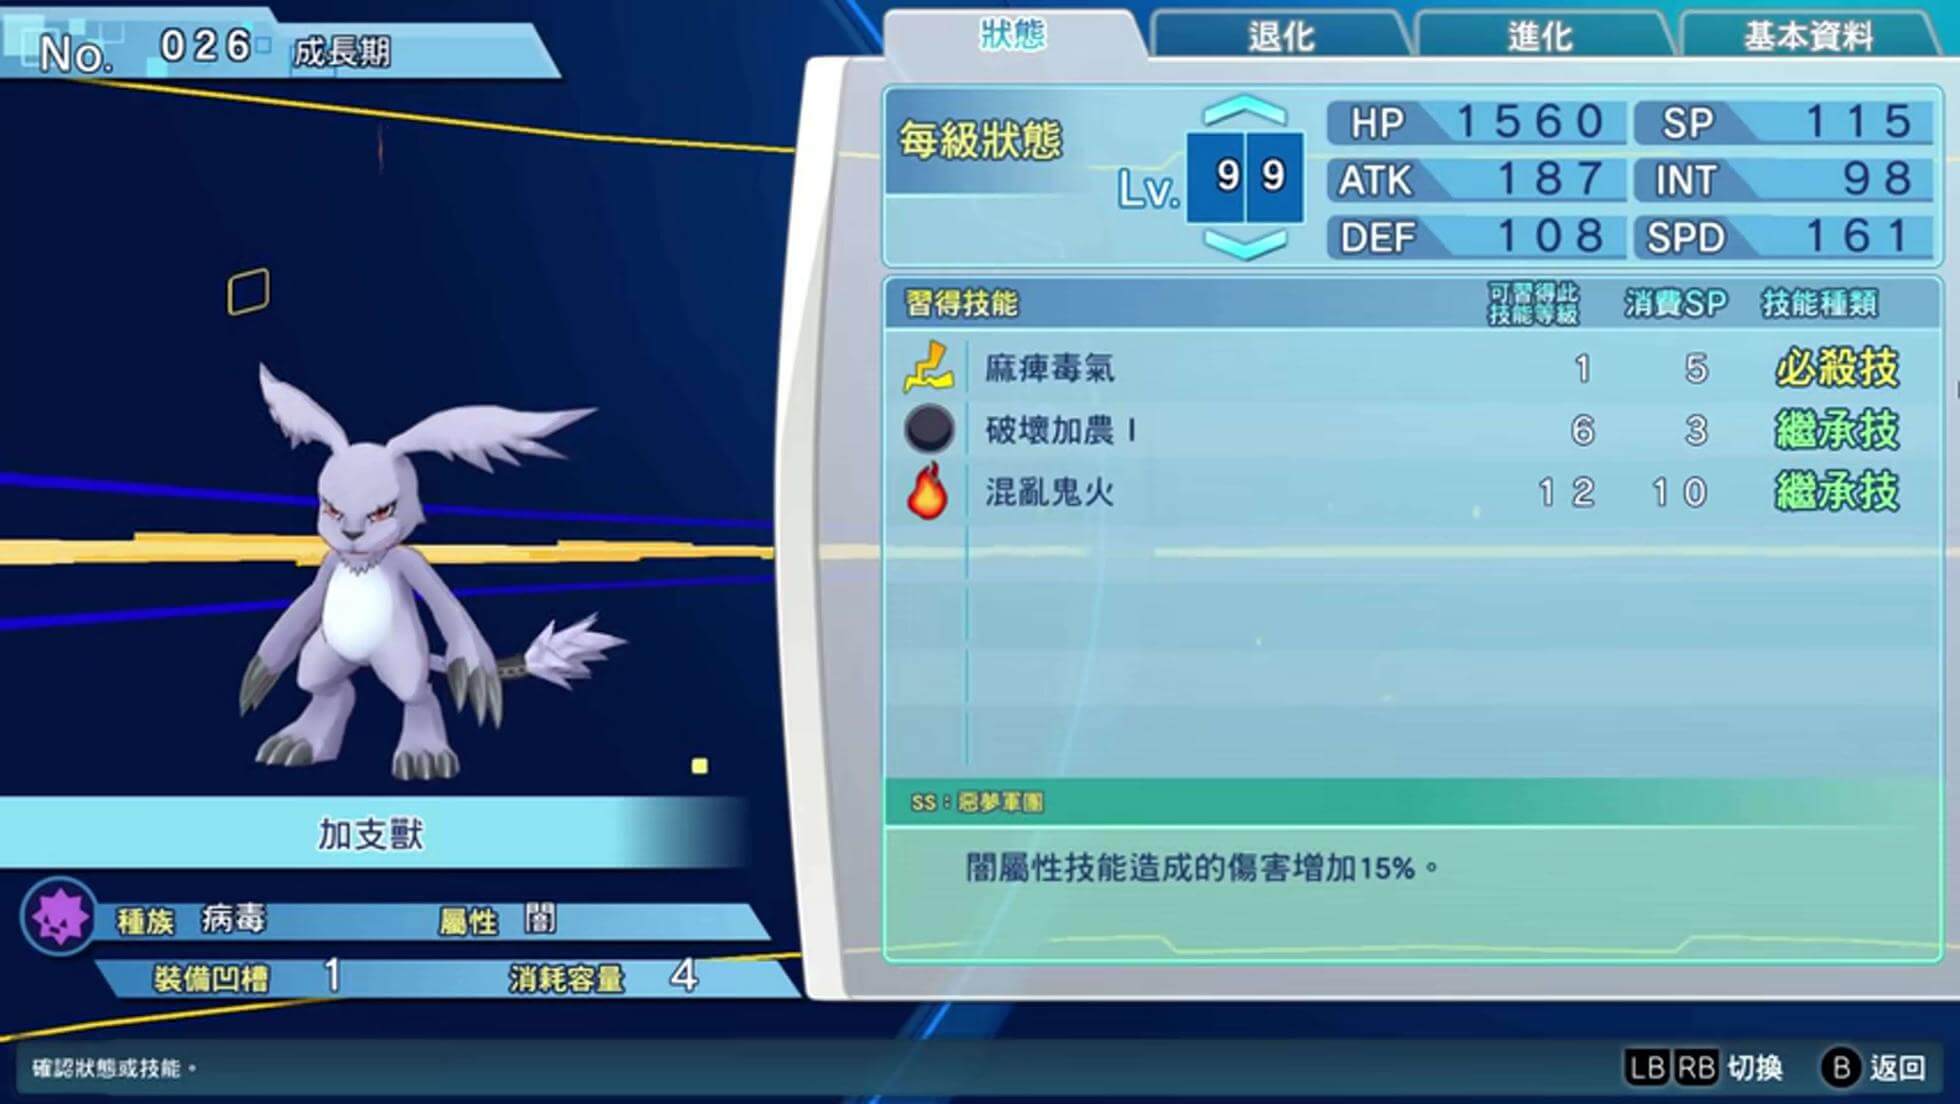 No. 026 成長期
狀態 退化 進化 基本資料
每級狀態
Lv. 99
HP 1560 SP 115
ATK 187 INT 98
DEF 108 SPD 161
習得技能 可習得此技能等級 消費SP 技能種類
麻痺毒氣 1 5 必殺技
破壞加農 I 6 3 繼承技
混亂鬼火 12 10 繼承技
SS：惡夢軍團
闇屬性技能造成的傷害增加15%。
加支獸
種族 病毒 屬性 闇
裝備凹槽 1 消耗容量 4
確認狀態或技能。
LB RB 切換 B 返回